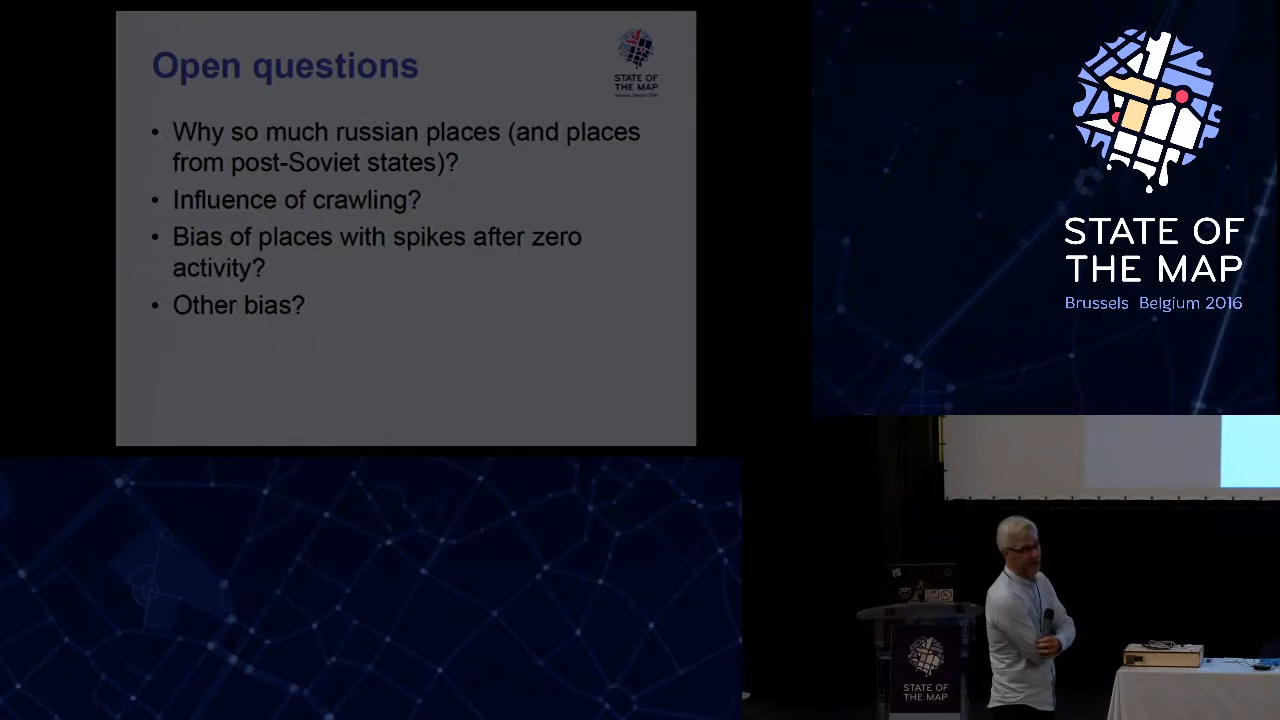 Open questions
STATE OF
THE MAP
• Why so much russian places (and places
from post-Soviet states)?
• Influence of crawling?
• Bias of places with spikes after zero
activity?
• Other bias?
STATE OF
THE MAP
Brussels Belgium 2016
STATE OF
THE MAP